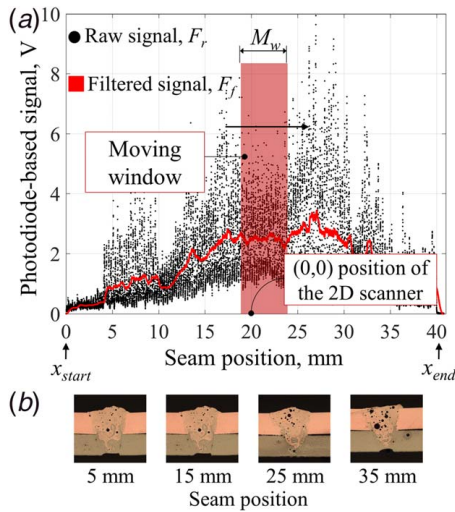 (a)
Photodiode-based signal, V
10
8
6
4
2
0
Raw signal, F_r
Filtered signal, F_f
M_w
Moving
window
(0,0) position of
the 2D scanner
0 5 10 15 20 25 30 35 40
Seam position, mm
x_start
x_end
(b)
5 mm 15 mm 25 mm 35 mm
Seam position